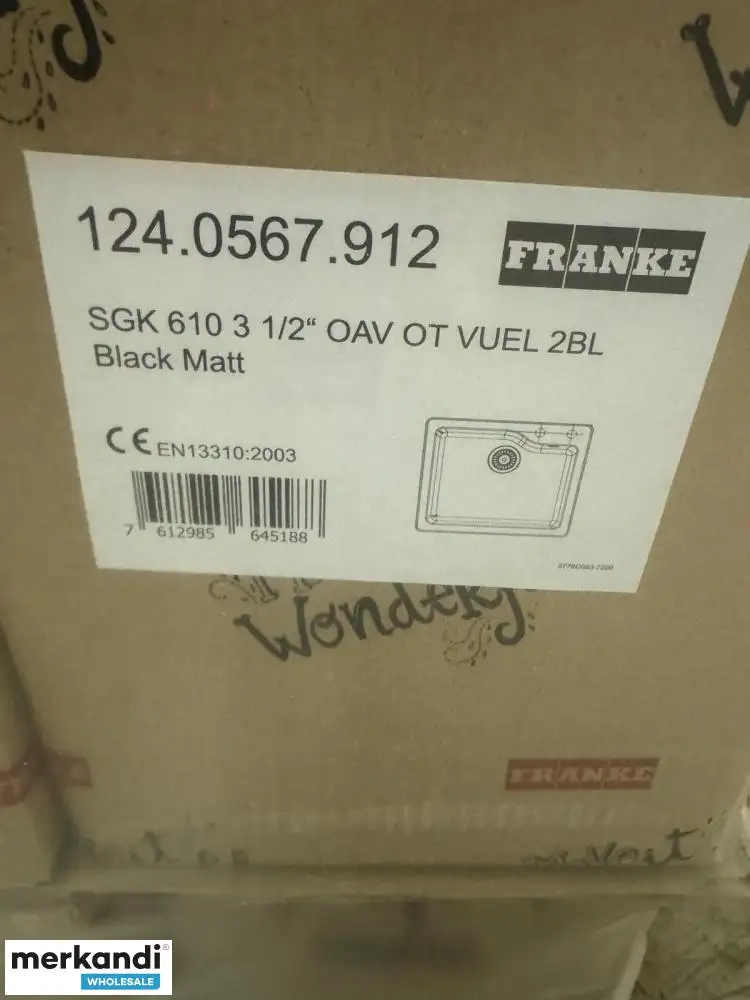 124.0567.912
FRANKE
SGK 610 3 1/2“ OAV OT VUEL 2BL
Black Matt
CE EN13310:2003
7 612985 645188
Wonder
FRANKE
merkandi®
WHOLESALE